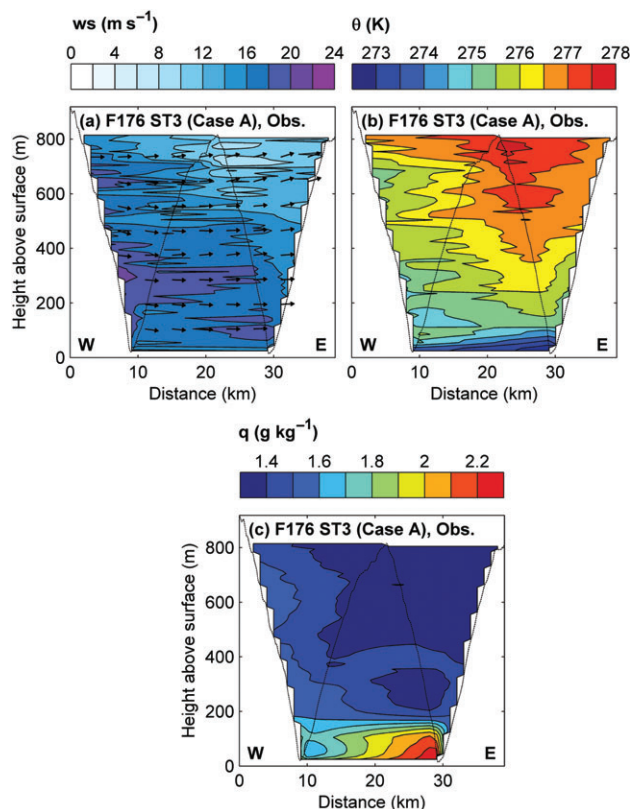 ws (m s⁻¹)
0 4 8 12 16 20 24
θ (K)
273 274 275 276 277 278
(a) F176 ST3 (Case A), Obs.
Height above surface (m)
800
600
400
200
0
W E
0 10 20 30
Distance (km)
(b) F176 ST3 (Case A), Obs.
W E
0 10 20 30
Distance (km)
q (g kg⁻¹)
1.4 1.6 1.8 2 2.2
(c) F176 ST3 (Case A), Obs.
Height above surface (m)
800
600
400
200
0
W E
0 10 20 30
Distance (km)